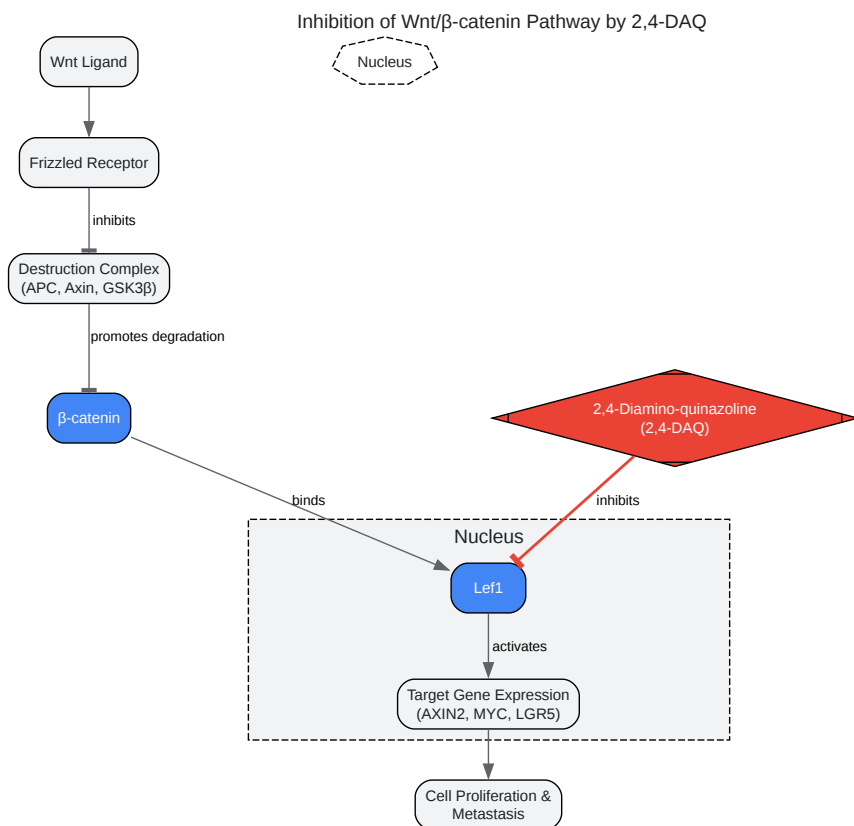 Inhibition of Wnt/β-catenin Pathway by 2,4-DAQ
Wnt Ligand
Nucleus
Frizzled Receptor
inhibits
Destruction Complex
(APC, Axin, GSK3β)
promotes degradation
β-catenin
2,4-Diamino-quinazoline
(2,4-DAQ)
binds
inhibits
Nucleus
Lef1
activates
Target Gene Expression
(AXIN2, MYC, LGR5)
Cell Proliferation &
Metastasis